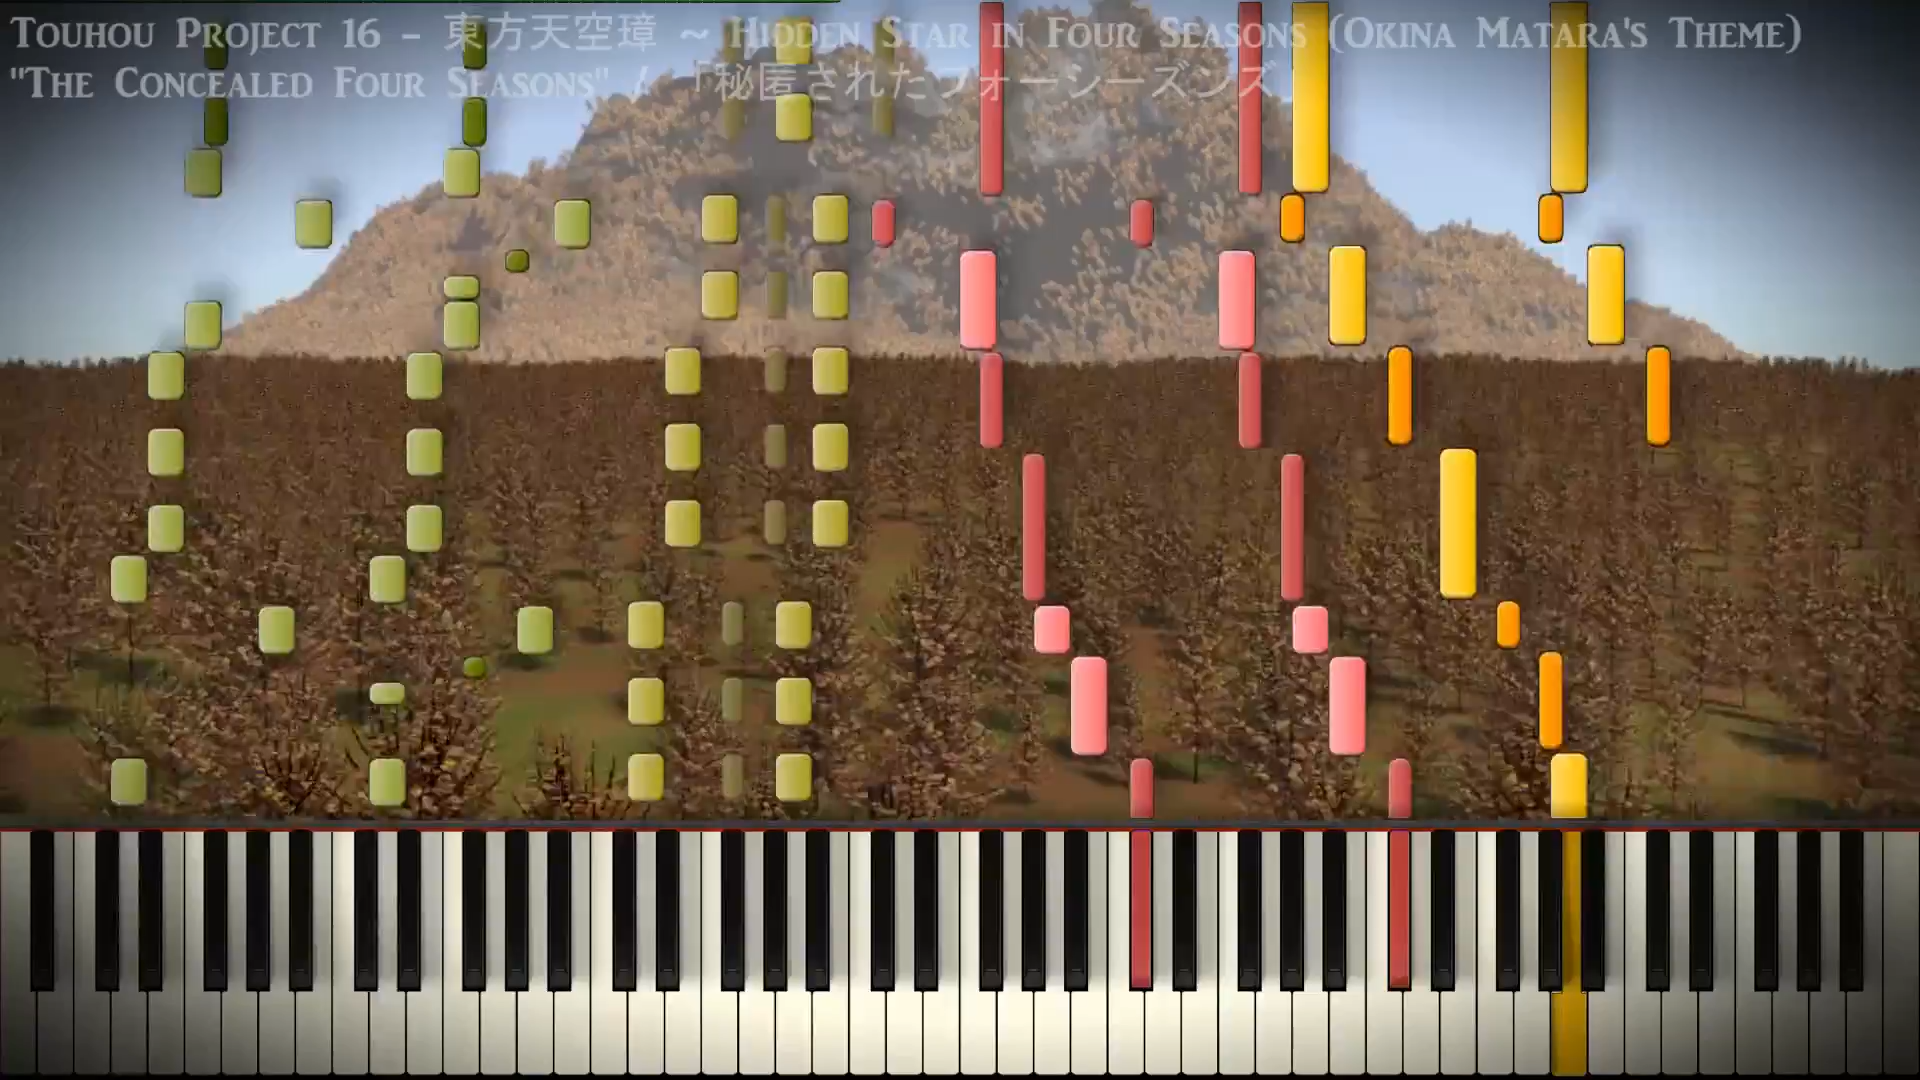 Touhou Project 16 - 東方天空璋 ~ Hidden Star in Four Seasons (Okina Matara's Theme)
"The Concealed Four Seasons" / 「秘匿されたフォーシーズンズ」